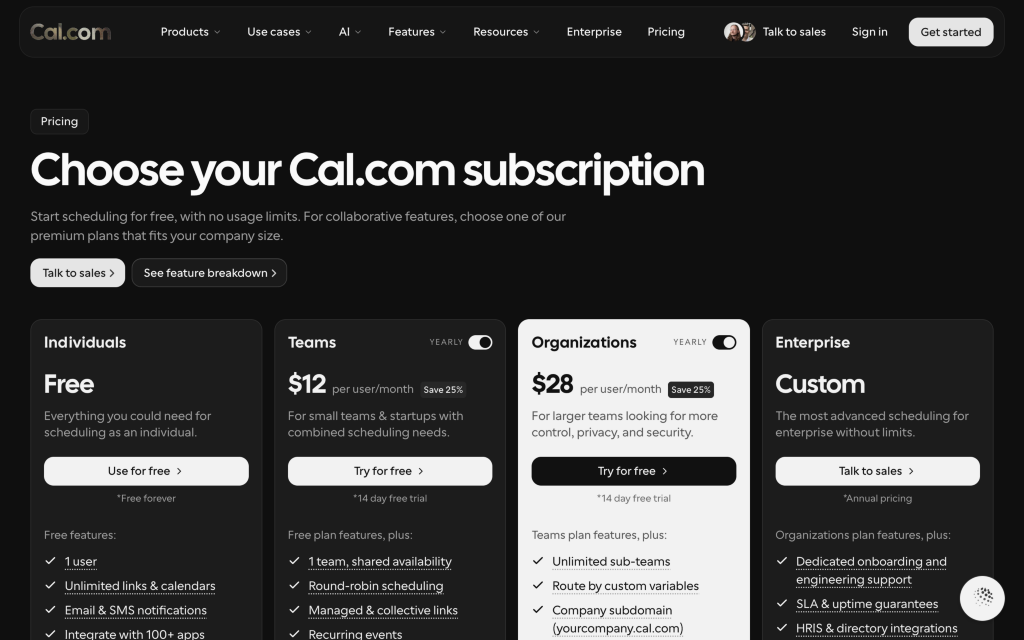 Cal.com
Products
Use cases
AI
Features
Resources
Enterprise
Pricing
Talk to sales
Sign in
Get started
Pricing
Choose your Cal.com subscription
Start scheduling for free, with no usage limits. For collaborative features, choose one of our
premium plans that fits your company size.
Talk to sales
See feature breakdown
Individuals
Free
Everything you could need for
scheduling as an individual.
Use for free
*Free forever
Free features:
1 user
Unlimited links & calendars
Email & SMS notifications
Integrate with 100+ apps
Teams
YEARLY
$12 per user/month Save 25%
For small teams & startups with
combined scheduling needs.
Try for free
*14 day free trial
Free plan features, plus:
1 team, shared availability
Round-robin scheduling
Managed & collective links
Recurring events
Organizations
YEARLY
$28 per user/month Save 25%
For larger teams looking for more
control, privacy, and security.
Try for free
*14 day free trial
Teams plan features, plus:
Unlimited sub-teams
Route by custom variables
Company subdomain
(yourcompany.cal.com)
Enterprise
Custom
The most advanced scheduling for
enterprise without limits.
Talk to sales
*Annual pricing
Organizations plan features, plus:
Dedicated onboarding and
engineering support
SLA & uptime guarantees
HRIS & directory integrations